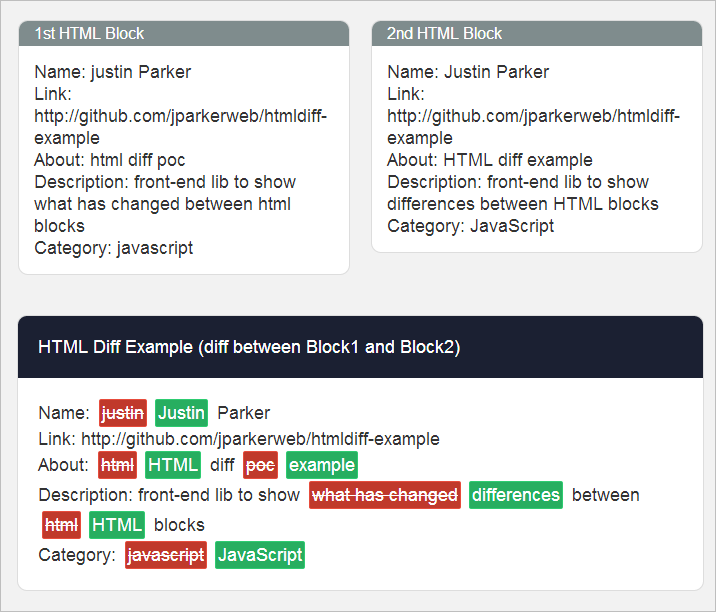 1st HTML Block
Name: justin Parker
Link:
http://github.com/jparkerweb/htmldiff-
example
About: html diff poc
Description: front-end lib to show
what has changed between html
blocks
Category: javascript
2nd HTML Block
Name: Justin Parker
Link:
http://github.com/jparkerweb/htmldiff-
example
About: HTML diff example
Description: front-end lib to show
differences between HTML blocks
Category: JavaScript
HTML Diff Example (diff between Block1 and Block2)
Name: justin Justin Parker
Link: http://github.com/jparkerweb/htmldiff-example
About: html HTML diff poc example
Description: front-end lib to show what has changed differences between
html HTML blocks
Category: javascript JavaScript